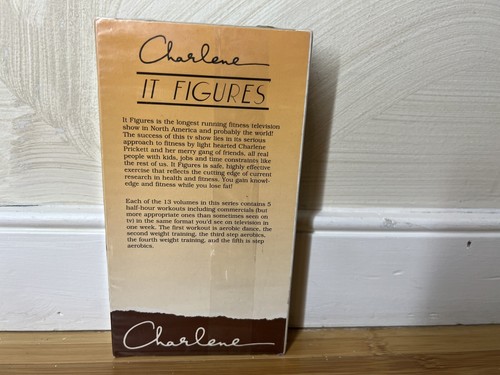 Charlene
IT FIGURES
It Figures is the longest running fitness television
show in North America and probably the world!
The success of this tv show lies in its serious
approach to fitness by light hearted Charlene
Prickett and her merry gang of friends, all real
people with kids, jobs and time constraints like
the rest of us. It Figures is safe, highly effective
exercise that reflects the cutting edge of current
research in health and fitness. You gain knowl-
edge and fitness while you lose fat!
Each of the 13 volumes in this series contains 5
half-hour workouts including commercials (but
more appropriate ones than sometimes seen on
tv) in the same format you'd see on television in
one week. The first workout is aerobic dance, the
second weight training, the third step aerobics,
the fourth weight training, and the fifth is step
aerobics.
Charlene